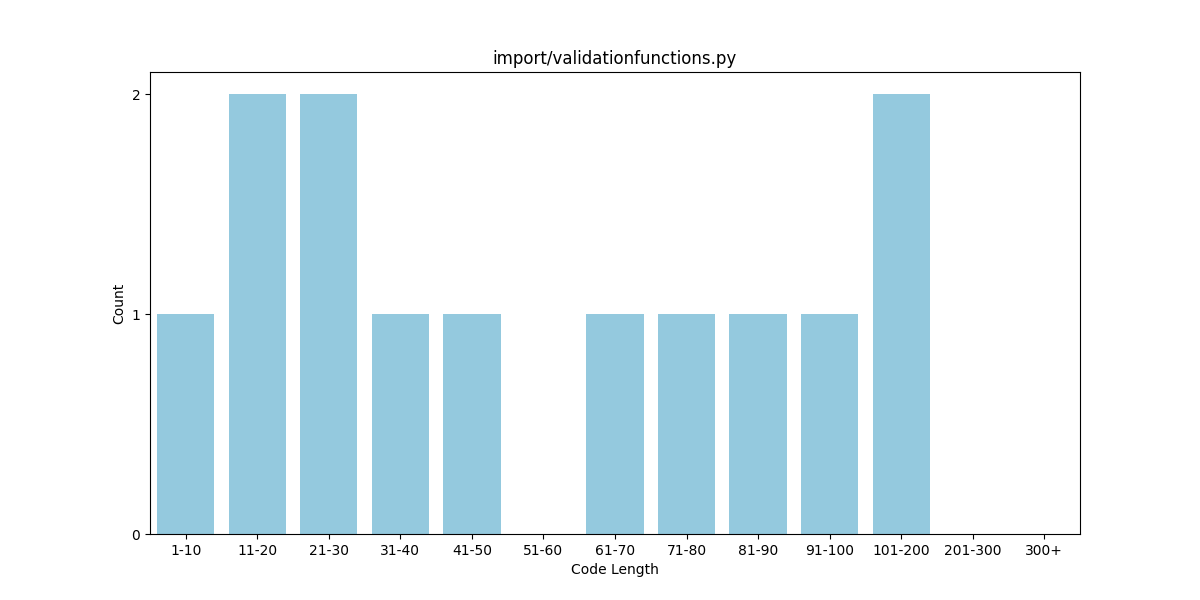 import/validationfunctions.py
2
1
0
Count
1-10 11-20 21-30 31-40 41-50 51-60 61-70 71-80 81-90 91-100 101-200 201-300 300+
Code Length